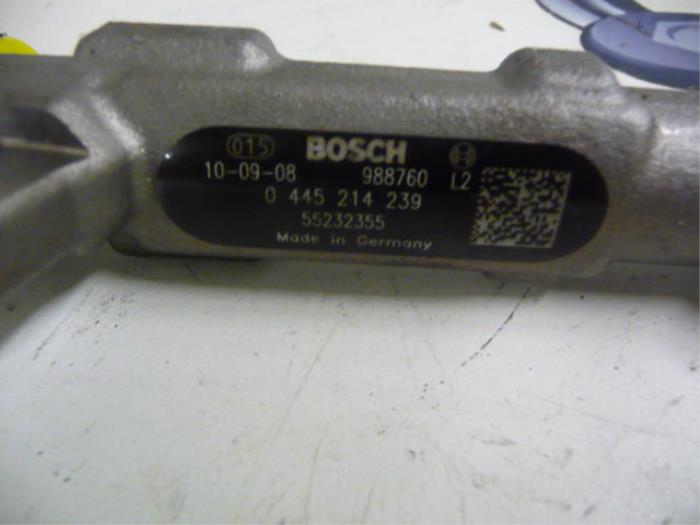 015 BOSCH
10-09-08 988760 L2
0 445 214 239
55232355
Made in Germany